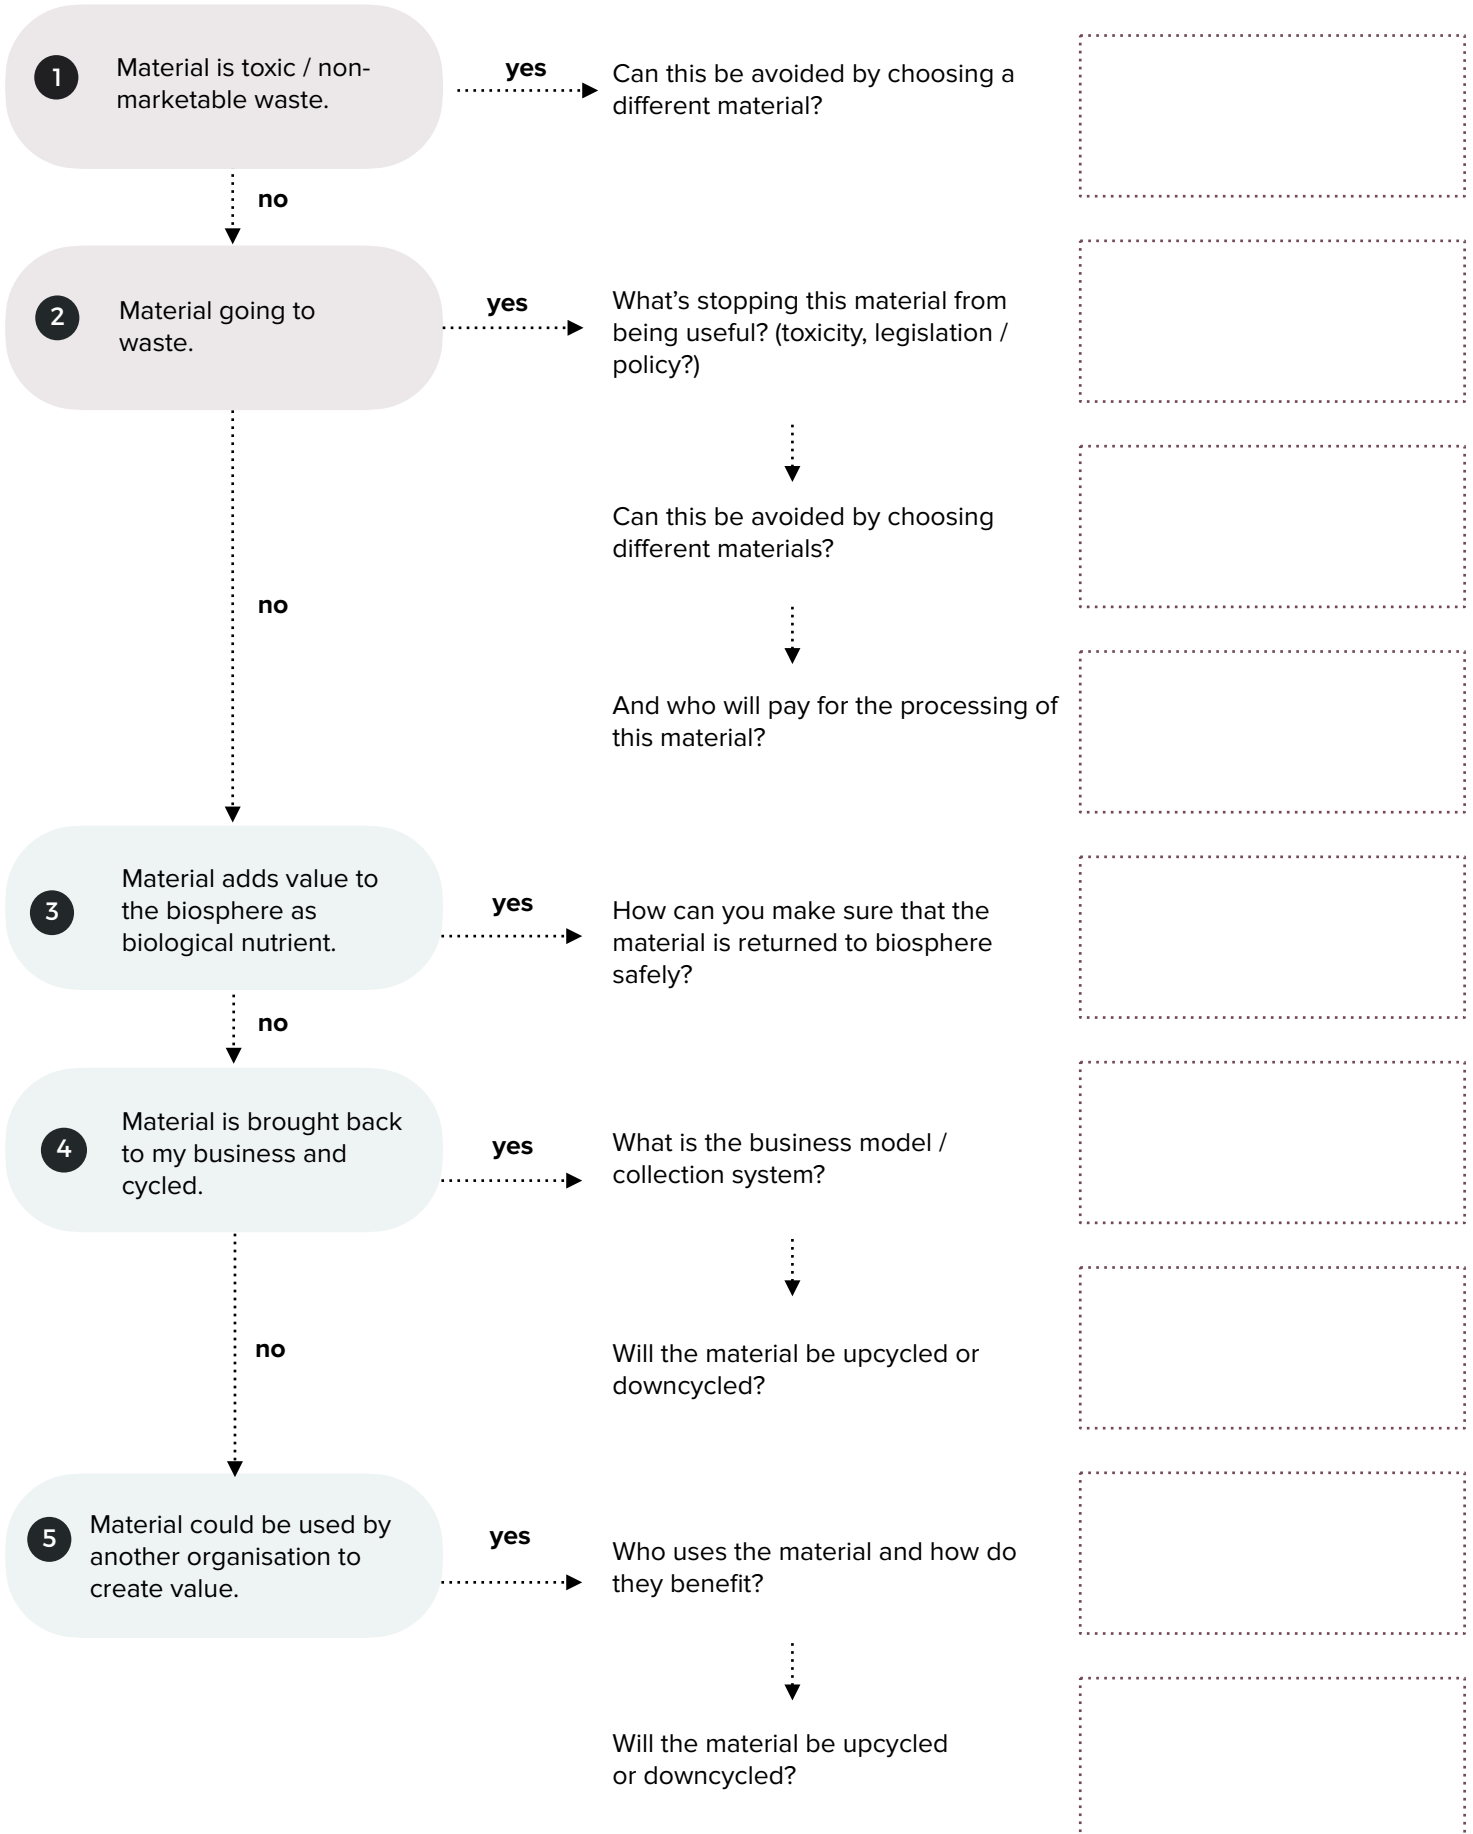 1
Material is toxic / non-
marketable waste.
yes
Can this be avoided by choosing a
different material?
no
2
Material going to
waste.
yes
What’s stopping this material from
being useful? (toxicity, legislation /
policy?)
Can this be avoided by choosing
different materials?
no
And who will pay for the processing of
this material?
3
Material adds value to
the biosphere as
biological nutrient.
yes
How can you make sure that the
material is returned to biosphere
safely?
no
4
Material is brought back
to my business and
cycled.
yes
What is the business model /
collection system?
no
Will the material be upcycled or
downcycled?
5
Material could be used by
another organisation to
create value.
yes
Who uses the material and how do
they benefit?
Will the material be upcycled
or downcycled?